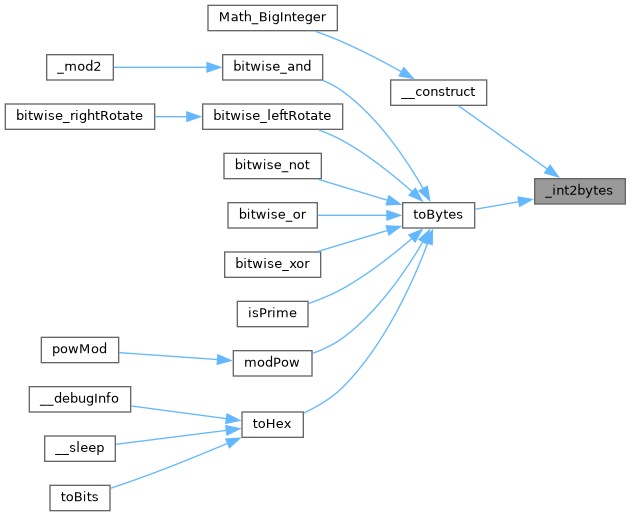 Math_BigInteger
_mod2
bitwise_and
__construct
bitwise_rightRotate
bitwise_leftRotate
bitwise_not
_int2bytes
bitwise_or
toBytes
bitwise_xor
isPrime
powMod
modPow
__debugInfo
toHex
__sleep
toBits